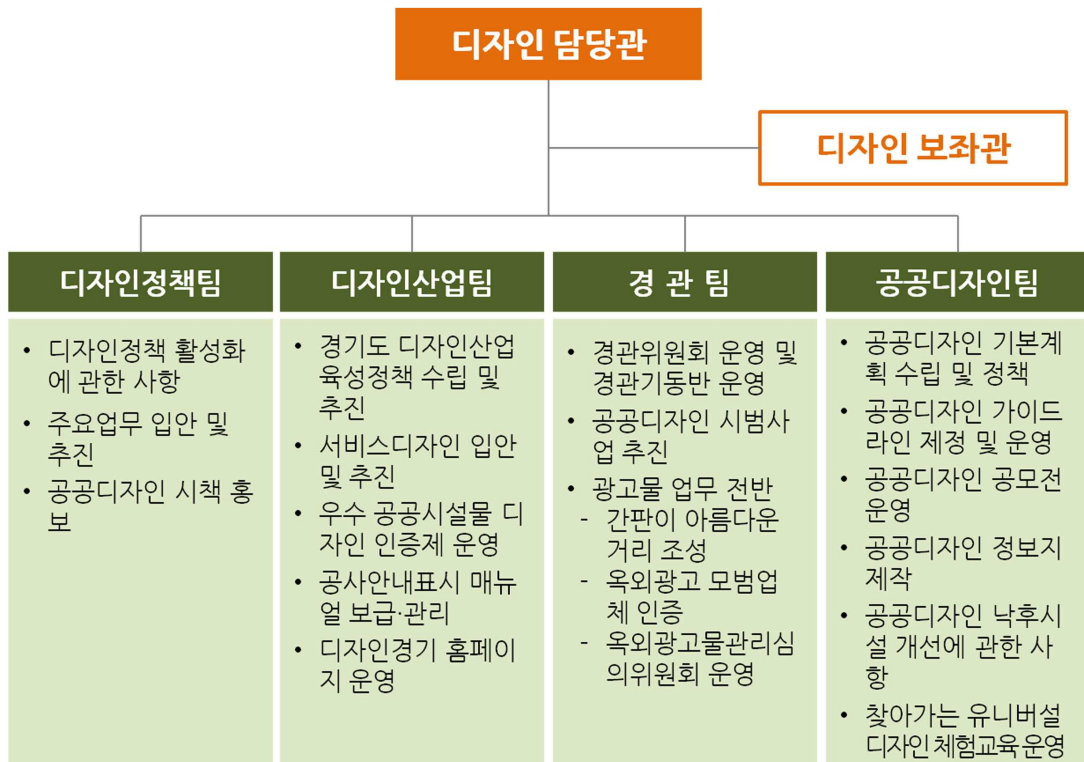 디자인 담당관
디자인 보좌관
디자인정책팀
• 디자인정책 활성화
에 관한 사항
• 주요업무 입안 및
추진
• 공공디자인 시책 홍
보
디자인산업팀
• 경기도 디자인산업
육성정책 수립 및
추진
• 서비스디자인 입안
및 추진
• 우수 공공시설물 디
자인 인증제 운영
• 공사안내표시 매뉴
얼 보급·관리
• 디자인경기 홈페이
지 운영
경 관 팀
• 경관위원회 운영 및
경관기동반 운영
• 공공디자인 시범사
업 추진
• 광고물 업무 전반
- 간판이 아름다운
거리 조성
- 옥외광고 모범업
체 인증
- 옥외광고물관리심
의위원회 운영
공공디자인팀
• 공공디자인 기본계
획 수립 및 정책
• 공공디자인 가이드
라인 제정 및 운영
• 공공디자인 공모전
운영
• 공공디자인 정보지
제작
• 공공디자인 낙후시
설 개선에 관한 사
항
• 찾아가는 유니버설
디자인 체험교육 운영